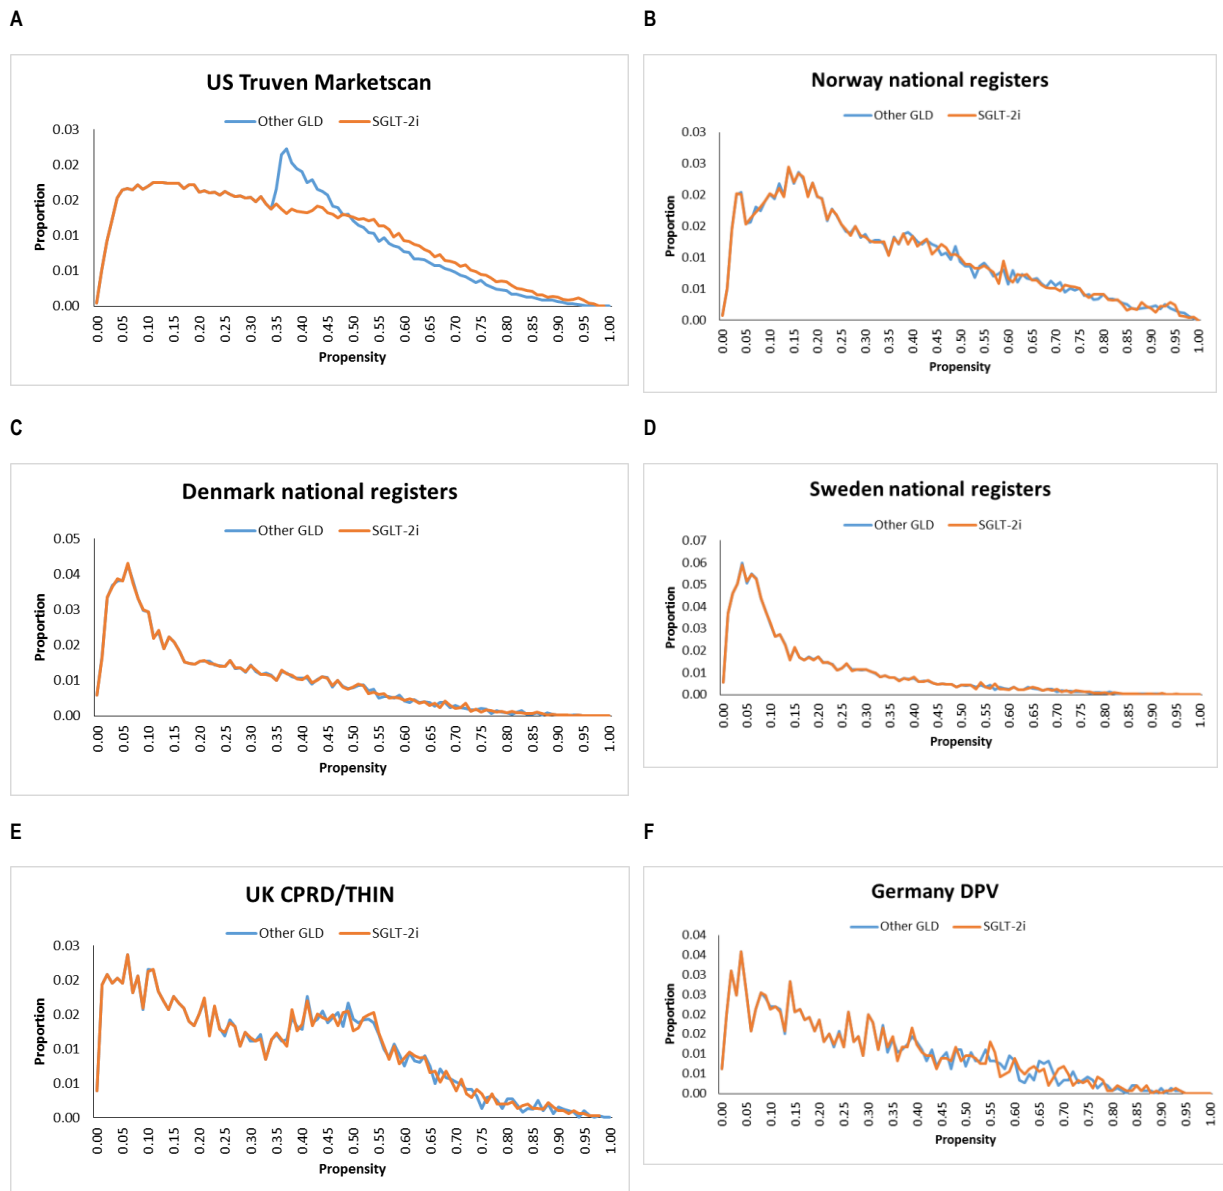 A
B
US Truven Marketscan
Other GLD SGLT-2i
0.03
0.02
0.02
0.01
0.01
0.00
Proportion
0.00 0.05 0.10 0.15 0.20 0.25 0.30 0.35 0.40 0.45 0.50 0.55 0.60 0.65 0.70 0.75 0.80 0.85 0.90 0.95 1.00
Propensity
Norway national registers
Other GLD SGLT-2i
0.03
0.03
0.02
0.02
0.01
0.01
0.00
Proportion
0.00 0.05 0.10 0.15 0.20 0.25 0.30 0.35 0.40 0.45 0.50 0.55 0.60 0.65 0.70 0.75 0.80 0.85 0.90 0.95 1.00
Propensity
C
D
Denmark national registers
Other GLD SGLT-2i
0.05
0.04
0.03
0.02
0.01
0.00
Proportion
0.00 0.05 0.10 0.15 0.20 0.25 0.30 0.35 0.40 0.45 0.50 0.55 0.60 0.65 0.70 0.75 0.80 0.85 0.90 0.95 1.00
Propensity
Sweden national registers
Other GLD SGLT-2i
0.07
0.06
0.05
0.04
0.03
0.02
0.01
0.00
Proportion
0.00 0.05 0.10 0.15 0.20 0.25 0.30 0.35 0.40 0.45 0.50 0.55 0.60 0.65 0.70 0.75 0.80 0.85 0.90 0.95 1.00
Propensity
E
F
UK CPRD/THIN
Other GLD SGLT-2i
0.03
0.02
0.02
0.01
0.01
0.00
Proportion
0.00 0.05 0.10 0.15 0.20 0.25 0.30 0.35 0.40 0.45 0.50 0.55 0.60 0.65 0.70 0.75 0.80 0.85 0.90 0.95 1.00
Propensity
Germany DPV
Other GLD SGLT-2i
0.04
0.03
0.03
0.02
0.02
0.01
0.01
0.00
Proportion
0.00 0.05 0.10 0.15 0.20 0.25 0.30 0.35 0.40 0.45 0.50 0.55 0.60 0.65 0.70 0.75 0.80 0.85 0.90 0.95 1.00
Propensity